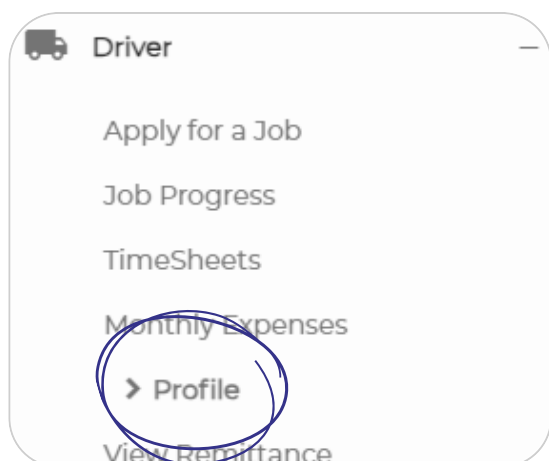 Driver
Apply for a Job
Job Progress
TimeSheets
Monthly Expenses
Profile
View Remittance